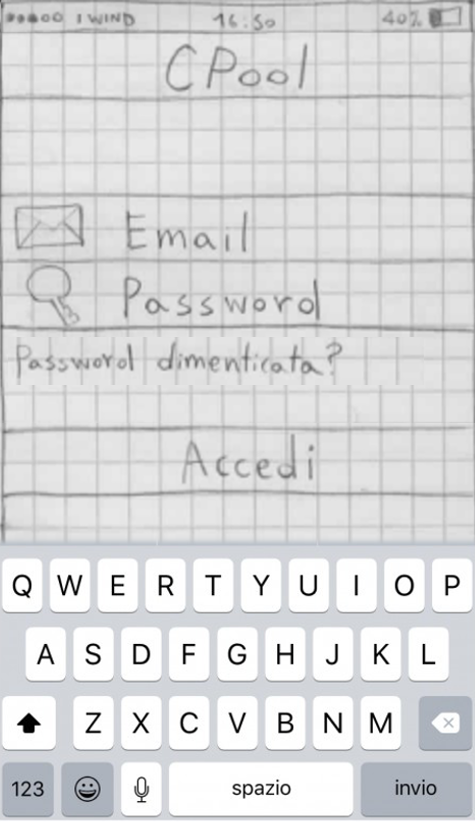 I WIND 16:50 40%
CPool
Email
Password
Password dimenticata?
Accedi
Q W E R T Y U I O P
A S D F G H J K L
Z X C V B N M
123 spazio invio